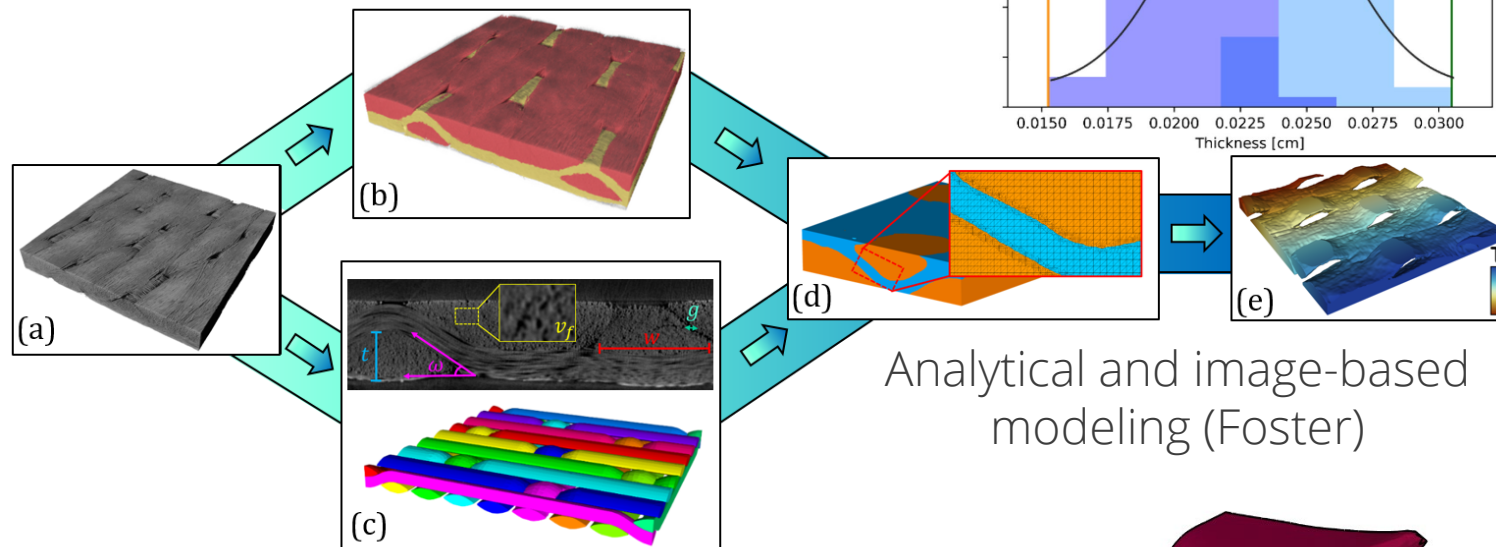 0.0150 0.0175 0.0200 0.0225 0.0250 0.0275 0.0300
Thickness [cm]
(a)
(b)
g
v_f
t
w
ω
(c)
(d)
(e)
T
Analytical and image-based
modeling (Foster)